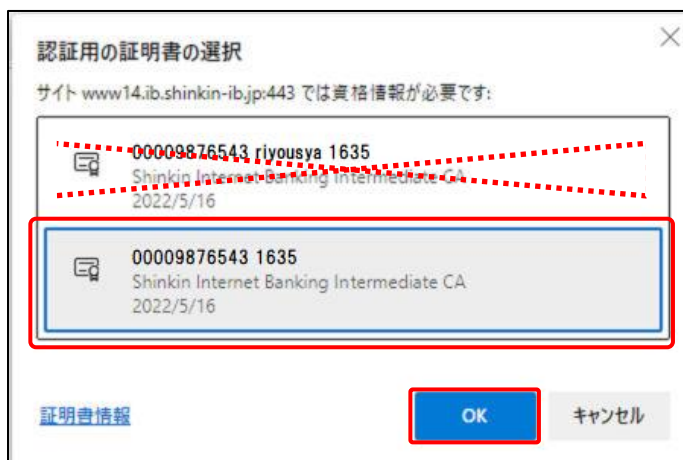 認証用の証明書の選択
サイト www14.ib.shinkin-ib.jp:443 では資格情報が必要です:
00009876543 riyousya 1635
Shinkin Internet Banking Intermediate CA
2022/5/16
00009876543 1635
Shinkin Internet Banking Intermediate CA
2022/5/16
証明書情報
OK
キャンセル